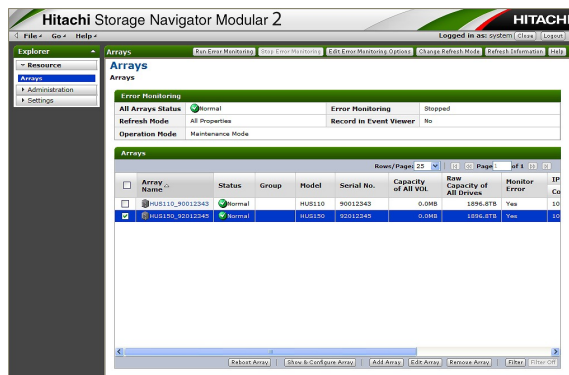 Hitachi Storage Navigator Modular 2
HITACHI
File Go Help
Logged in as: system Close Logout
Explorer
Resource
Arrays
Administration
Settings
Arrays
Run Error Monitoring Stop Error Monitoring Edit Error Monitoring Options Change Refresh Mode Refresh Information Help
Arrays
Arrays
Error Monitoring
All Arrays Status Normal Error Monitoring Stopped
Refresh Mode All Properties Record in Event Viewer No
Operation Mode Maintenance Mode
Arrays
Rows/Page: 25 Page 1 of 1
Array Name Status Group Model Serial No. Capacity of All VOL Raw Capacity of All Drives Monitor Error IP Co
HUS110_90012343 Normal HUS110 90012343 0.0MB 1896.8TB Yes 10
HUS150_92012345 Normal HUS150 92012345 0.0MB 1896.8TB Yes 10
Reboot Array Show & Configure Array Add Array Edit Array Remove Array Filter Filter Off